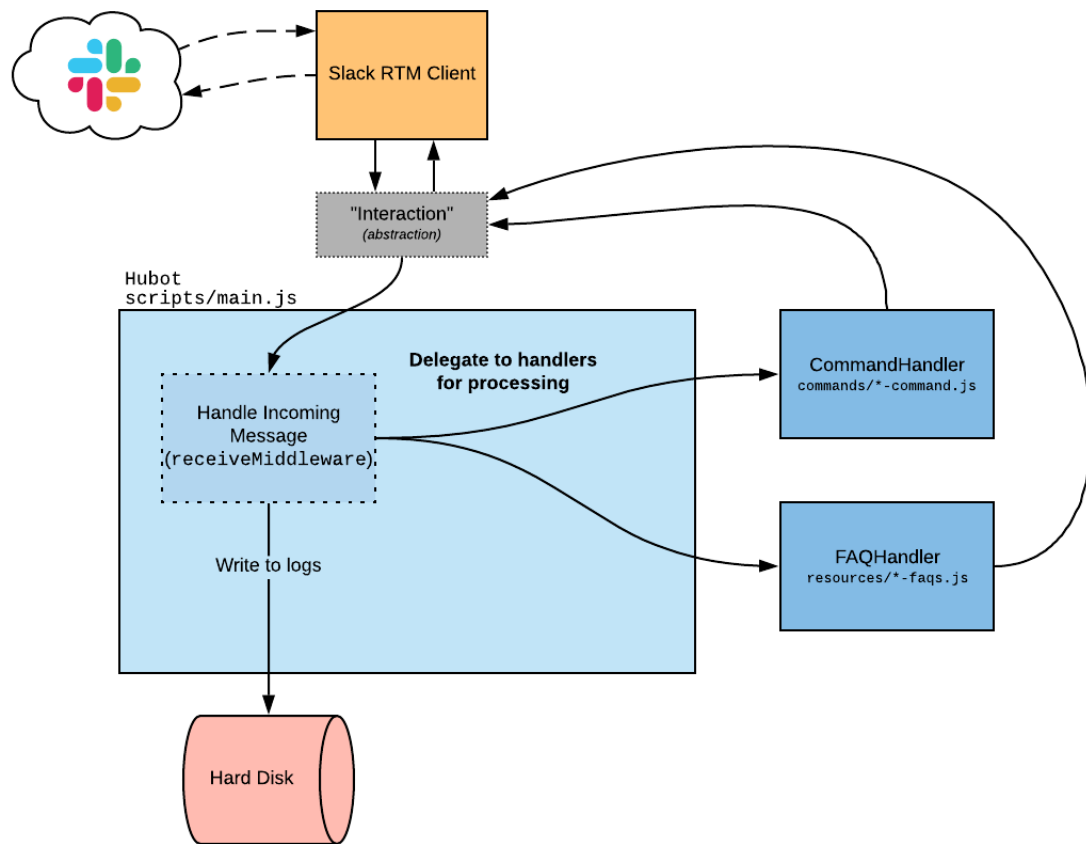 Slack RTM Client
"Interaction"
(abstraction)
Hubot
scripts/main.js
Delegate to handlers
for processing
Handle Incoming
Message
(receiveMiddleware)
CommandHandler
commands/*-command.js
Write to logs
FAQHandler
resources/*-faqs.js
Hard Disk